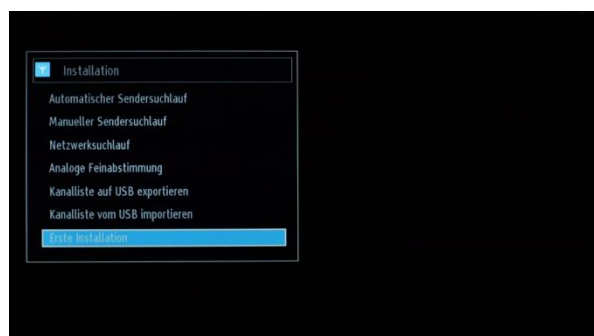 Installation
Automatischer Sendersuchlauf
Manueller Sendersuchlauf
Netzwerksuchlauf
Analoge Feinabstimmung
Kanalliste auf USB exportieren
Kanalliste vom USB importieren
Erste Installation